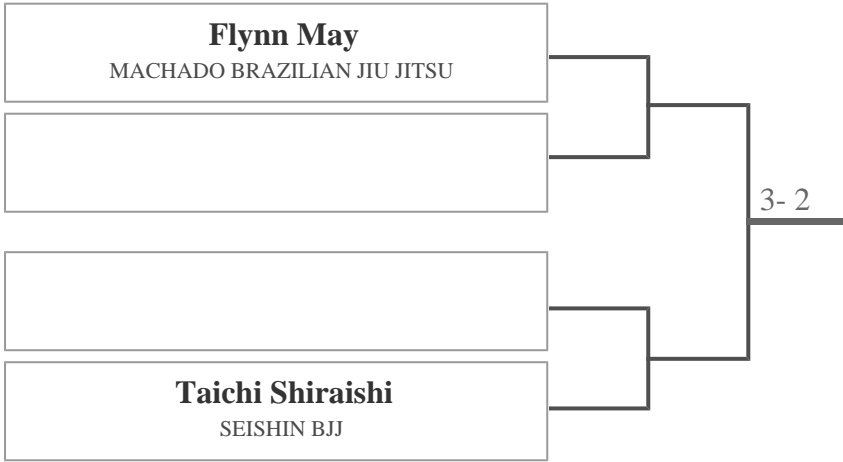 Flynn May
MACHADO BRAZILIAN JIU JITSU
3- 2
Taichi Shiraishi
SEISHIN BJJ